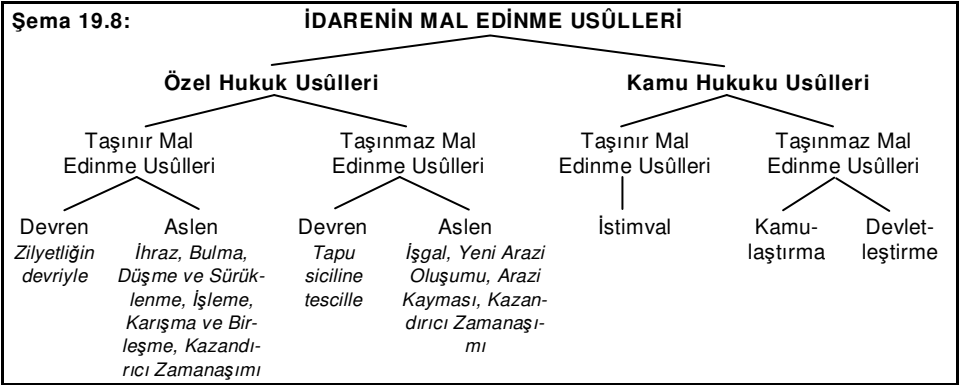 Şema 19.8: İDARENİN MAL EDİNME USÛLLERİ
Özel Hukuk Usûlleri
Kamu Hukuku Usûlleri
Taşınır Mal
Edinme Usûlleri
Taşınmaz Mal
Edinme Usûlleri
Taşınır Mal
Edinme Usûlleri
Taşınmaz Mal
Edinme Usûlleri
Devren
Zilyetliğin
devriyle
Aslen
İhraz, Bulma,
Düşme ve Sürük-
lenme, İşleme,
Karışma ve Bir-
leşme, Kazandı-
rıcı Zamanaşımı
Devren
Tapu
siciline
tescille
Aslen
İşgal, Yeni Arazi
Oluşumu, Arazi
Kayması, Kazan-
dırıcı Zamanaşı-
mı
İstimval
Kamu-
laştırma
Devlet-
leştirme